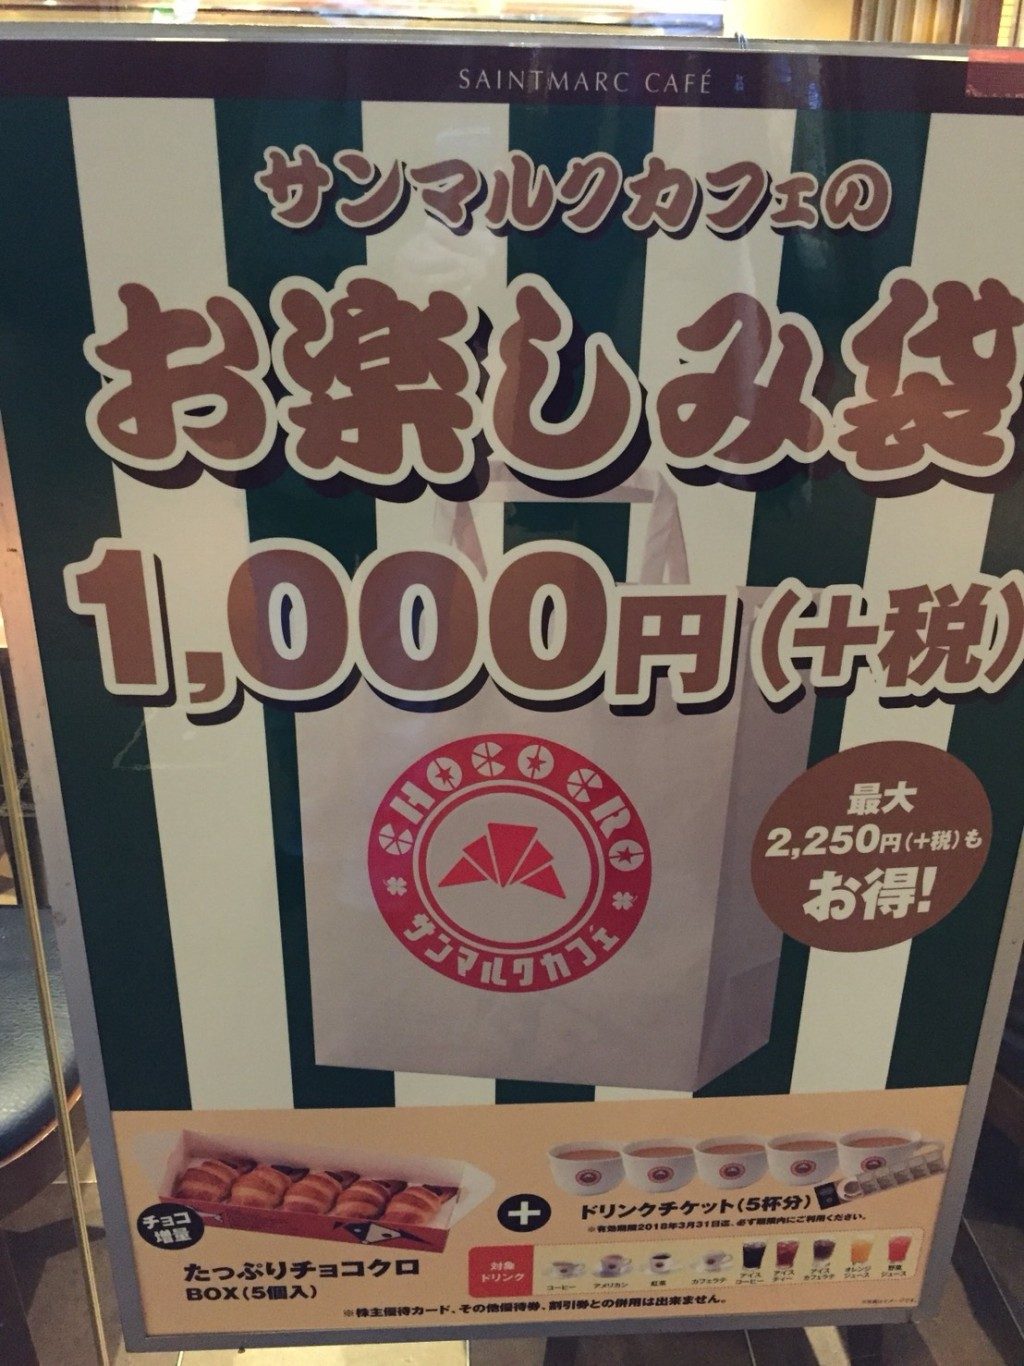 SAINTMARC CAFÉ
サンマルクカフェの
お楽しみ袋
1,000円(+税)
CHOCOCRO
サンマルクカフェ
最大
2,250円(+税)も
お得!
チョコ
増量
たっぷりチョコクロ
BOX(5個入)
+
ドリンクチケット(5杯分)
※有効期限2018年3月31日迄、必ず期限内にご利用ください。
対象
ドリンク
コーヒー
アメリカン
紅茶
カフェラテ
アイス
コーヒー
アイス
ティー
アイス
カフェラテ
オレンジ
ジュース
野菜
ジュース
※株主優待カード、その他優待券、割引券との併用は出来ません。